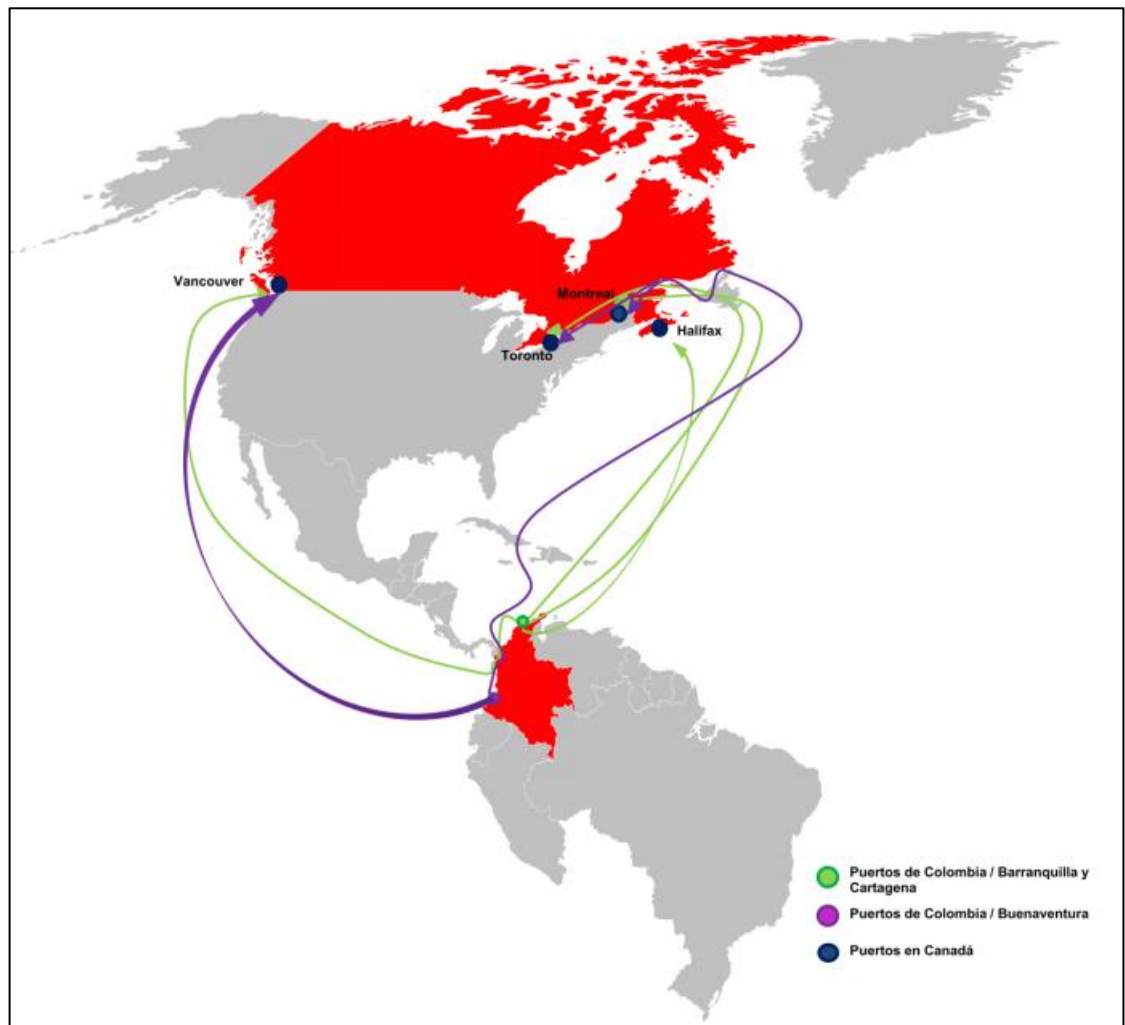 Vancouver
Montreal
Halifax
Toronto
Puertos de Colombia / Barranquilla y
Cartagena
Puertos de Colombia / Buenaventura
Puertos en Canadá